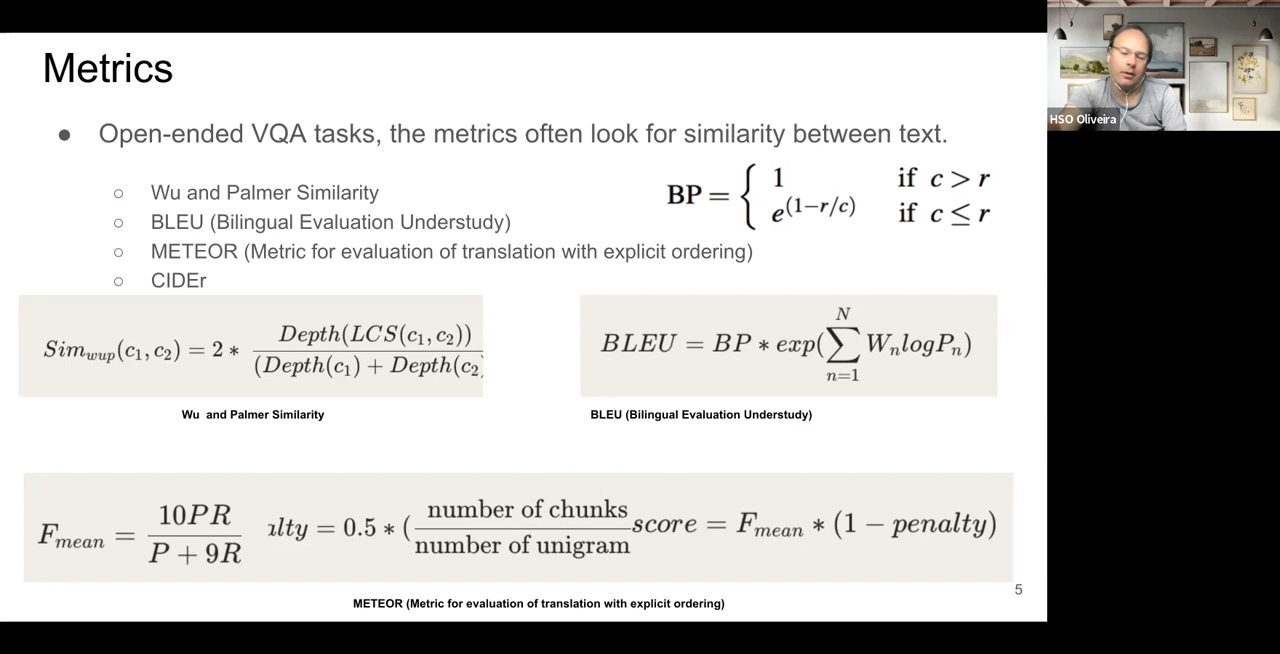 Metrics
HSO Oliveira
● Open-ended VQA tasks, the metrics often look for similarity between text.
○ Wu and Palmer Similarity
○ BLEU (Bilingual Evaluation Understudy)
○ METEOR (Metric for evaluation of translation with explicit ordering)
○ CIDEr
BP = { 1 if c > r
e^(1−r/c) if c ≤ r
Sim_wup(c₁, c₂) = 2 * Depth(LCS(c₁, c₂)) / (Depth(c₁) + Depth(c₂
Wu and Palmer Similarity
BLEU = BP * exp(∑_{n=1}^{N} W_n logP_n)
BLEU (Bilingual Evaluation Understudy)
F_mean = 10PR / P + 9R
ılty = 0.5 * (number of chunks / number of unigram
score = F_mean * (1 − penalty)
METEOR (Metric for evaluation of translation with explicit ordering)
5